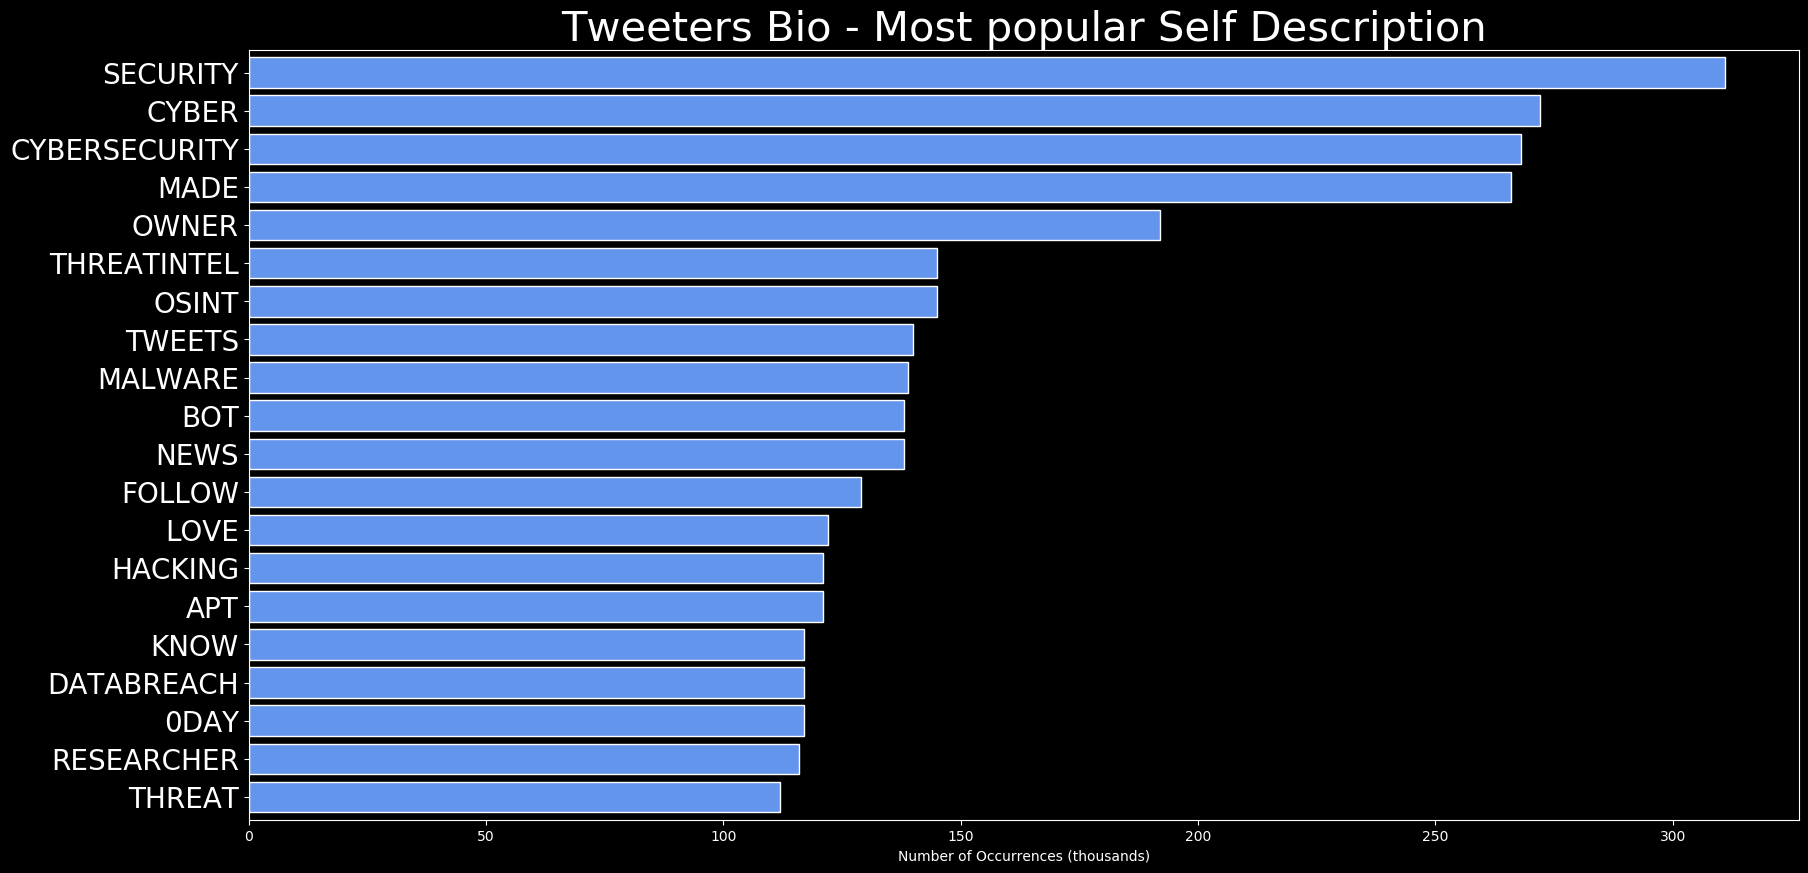 Tweeters Bio - Most popular Self Description
SECURITY
CYBER
CYBERSECURITY
MADE
OWNER
THREATINTEL
OSINT
TWEETS
MALWARE
BOT
NEWS
FOLLOW
LOVE
HACKING
APT
KNOW
DATABREACH
0DAY
RESEARCHER
THREAT
0 50 100 150 200 250 300
Number of Occurrences (thousands)